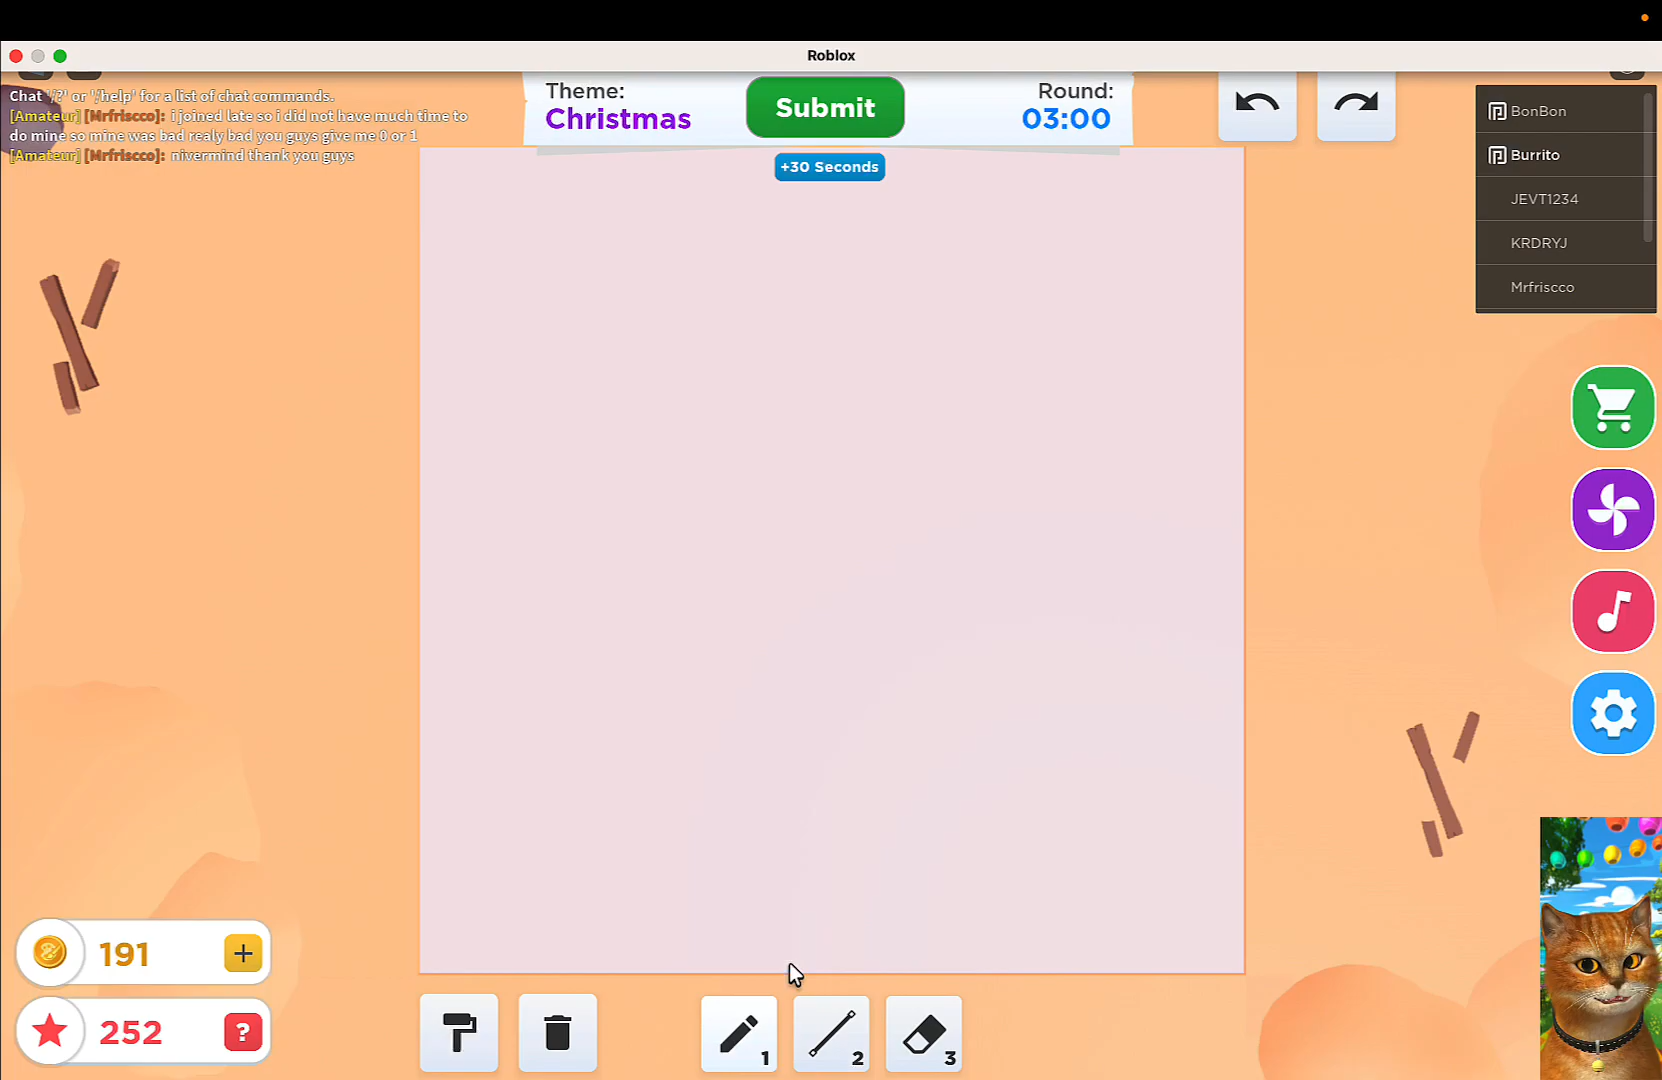 Roblox
Chat '/?' or '/help' for a list of chat commands.
[Amateur] [Mrfriscco]: i joined late so i did not have much time to
do mine so mine was bad realy bad you guys give me 0 or 1
[Amateur] [Mrfriscco]: nivermind thank you guys
Theme:
Christmas
Submit
Round:
03:00
+30 Seconds
BonBon
Burrito
JEVT1234
KRDRYJ
Mrfriscco
191
+
252
?
1
2
3